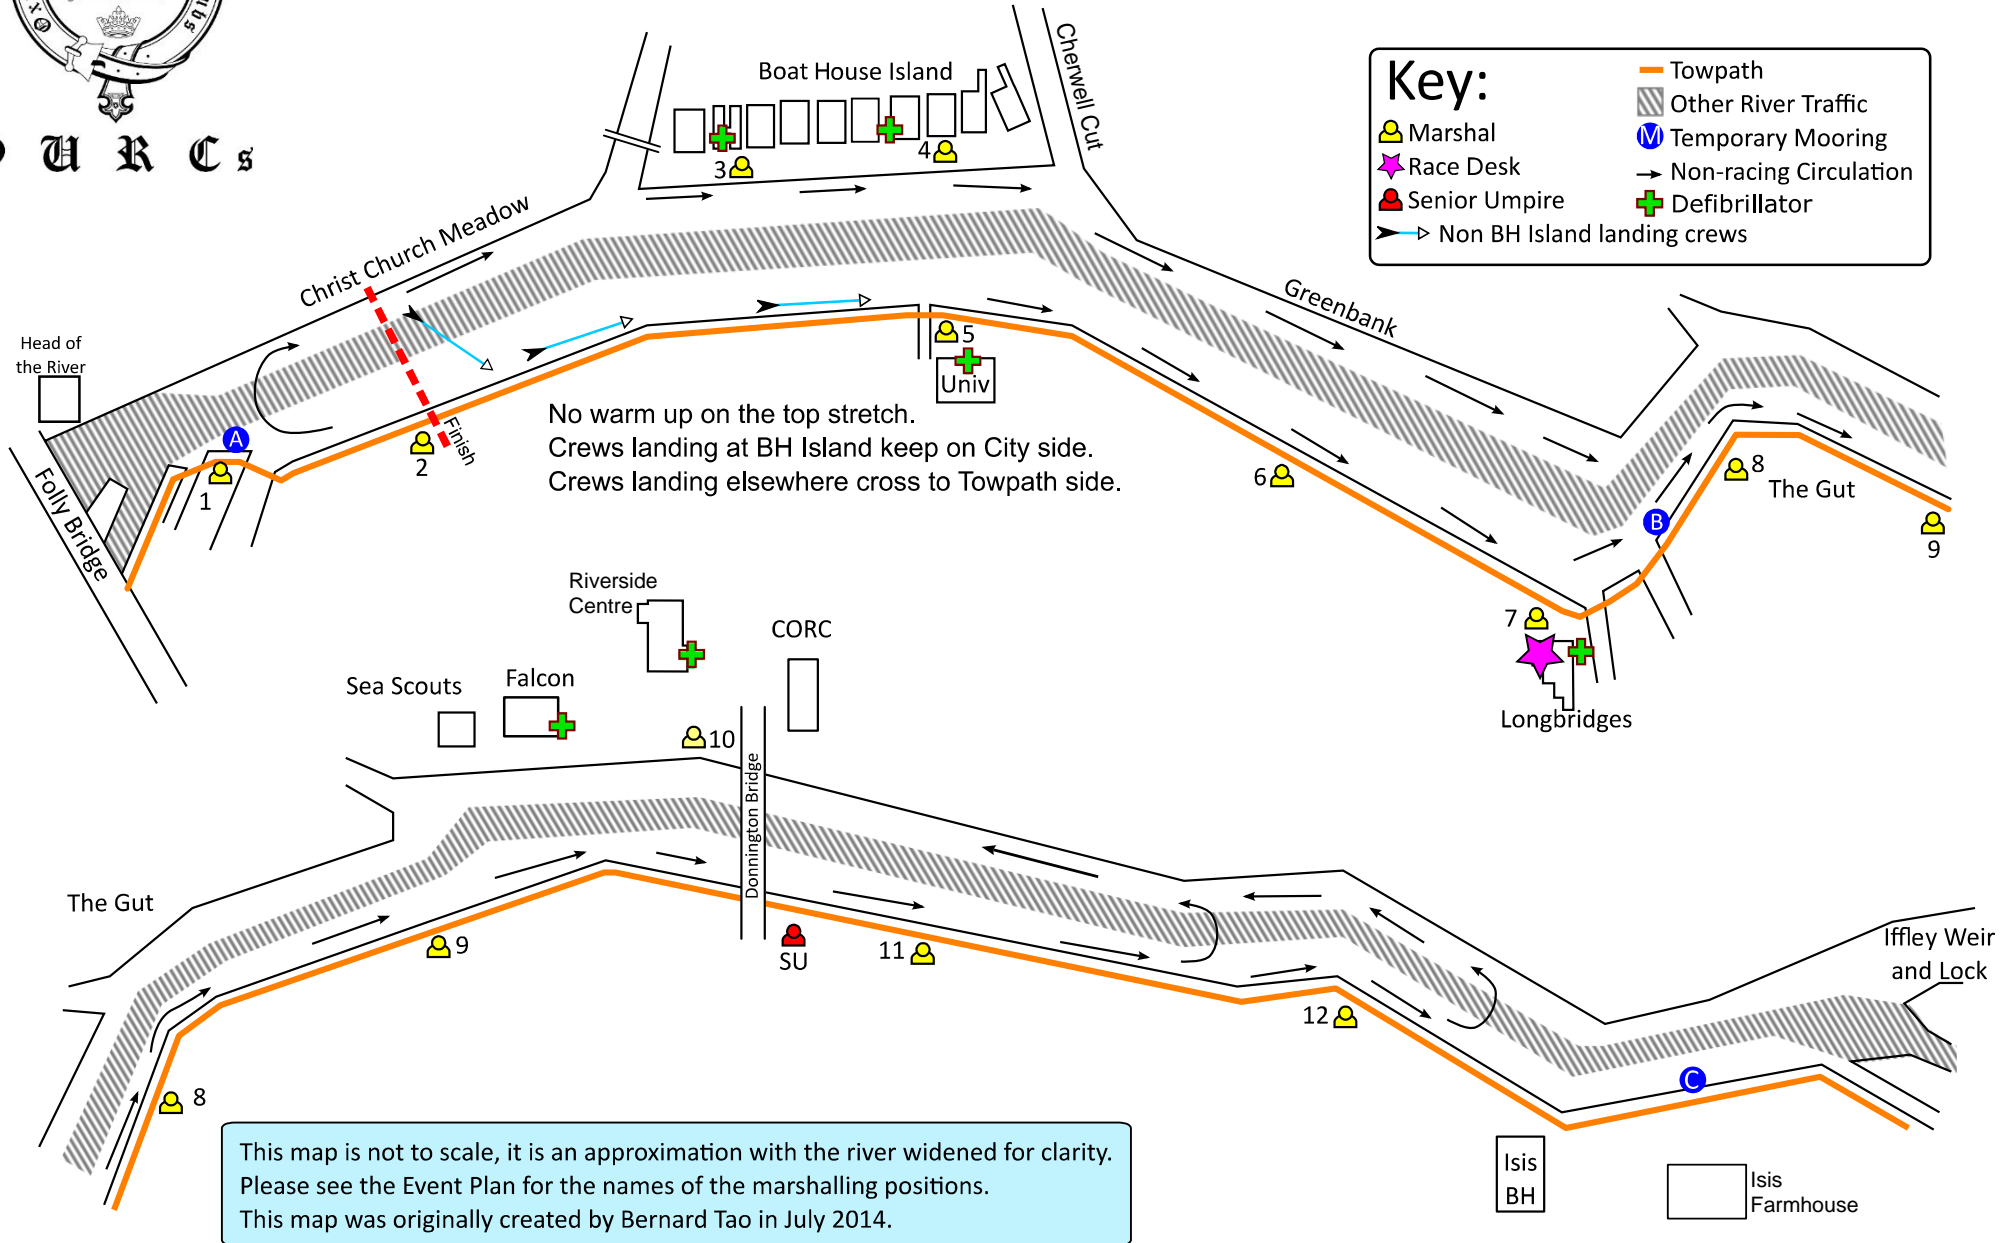 OURCs
Boat House Island
Cherwell Cut
3
4
Key:
Marshal
Race Desk
Senior Umpire
Non BH Island landing crews
Towpath
Other River Traffic
M Temporary Mooring
Non-racing Circulation
Defibrillator
Christ Church Meadow
Greenbank
Head of
the River
A
1
2
Finish
5
Univ
Folly Bridge
No warm up on the top stretch.
Crews landing at BH Island keep on City side.
Crews landing elsewhere cross to Towpath side.
6
B
8
The Gut
9
7
Longbridges
Riverside
Centre
CORC
Sea Scouts
Falcon
10
Donnington Bridge
The Gut
9
SU
11
12
8
C
Iffley Weir
and Lock
Isis
BH
Isis
Farmhouse
This map is not to scale, it is an approximation with the river widened for clarity.
Please see the Event Plan for the names of the marshalling positions.
This map was originally created by Bernard Tao in July 2014.